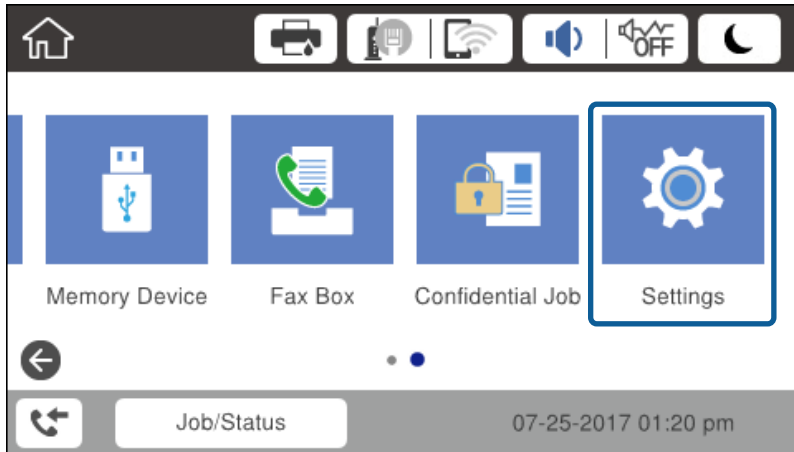 OFF
Memory Device
Fax Box
Confidential Job
Settings
Job/Status
07-25-2017 01:20 pm